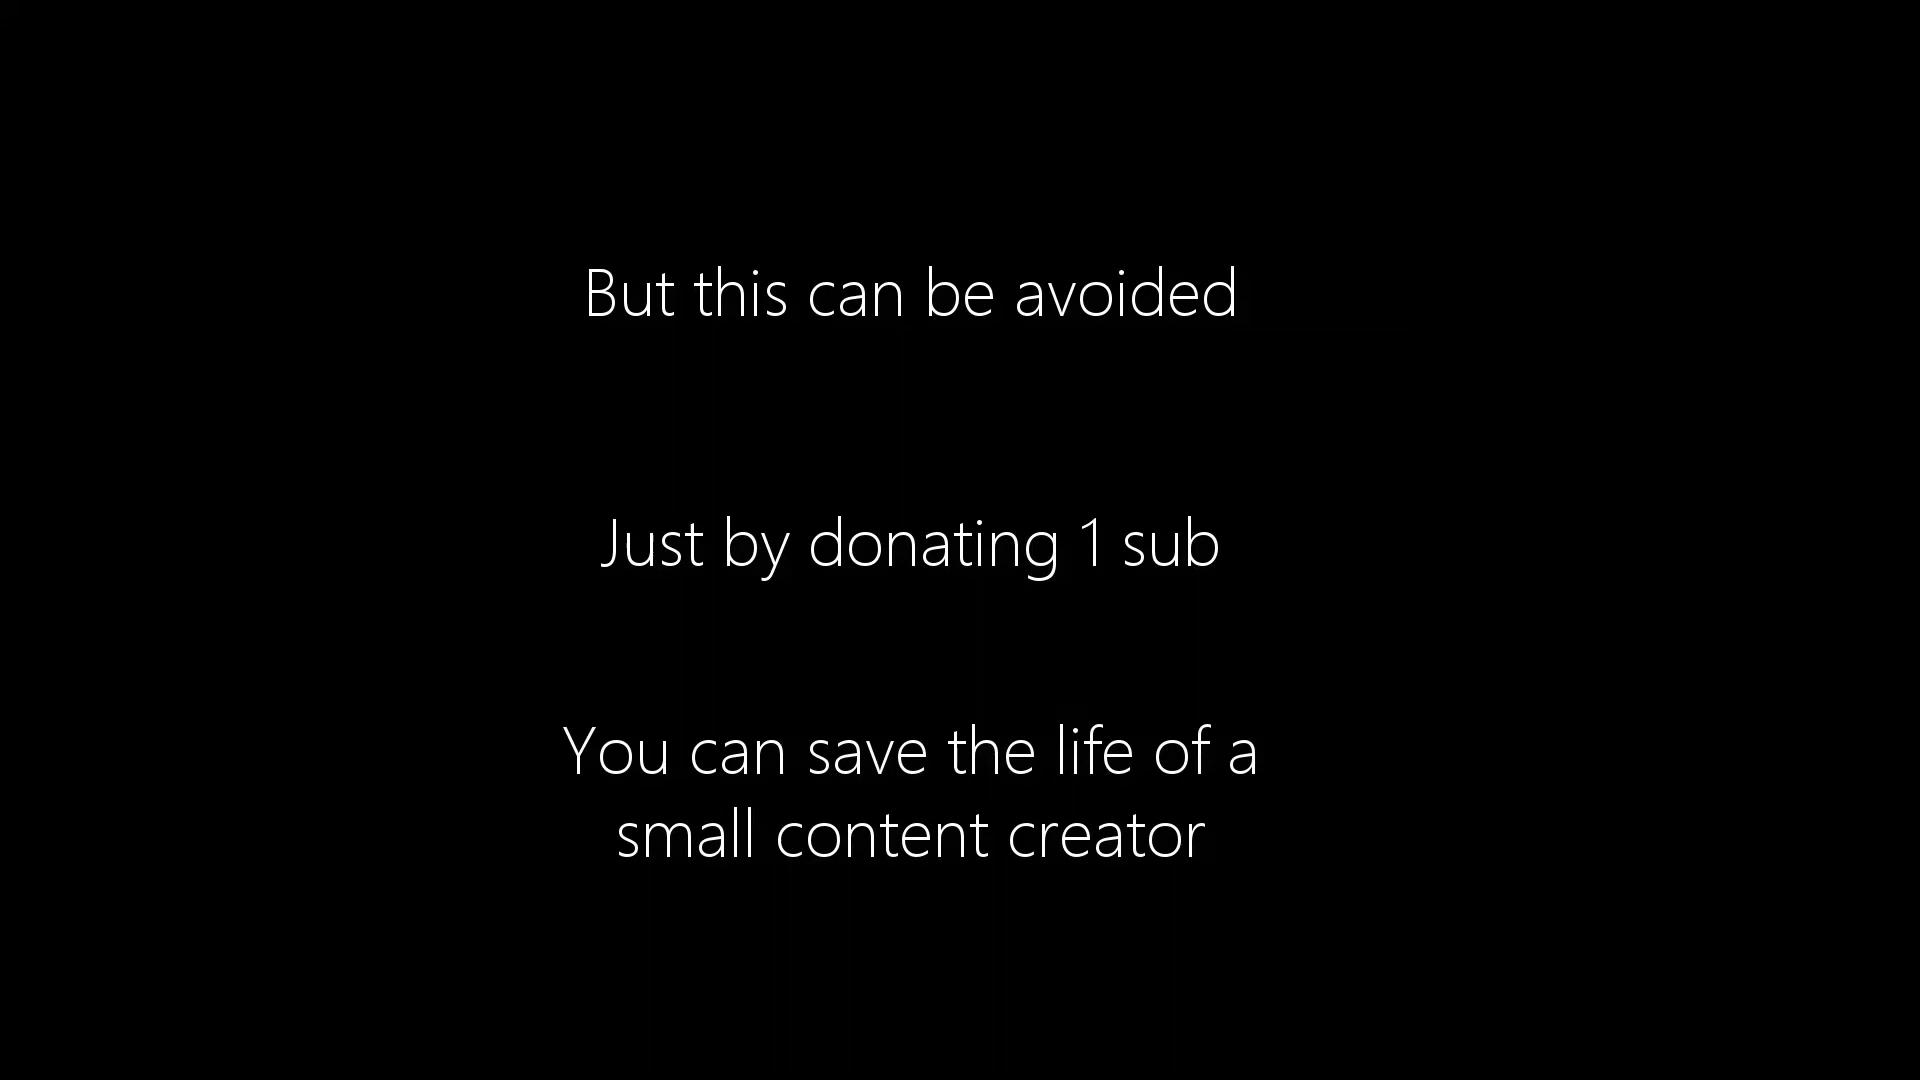 But this can be avoided
Just by donating 1 sub
You can save the life of a
small content creator